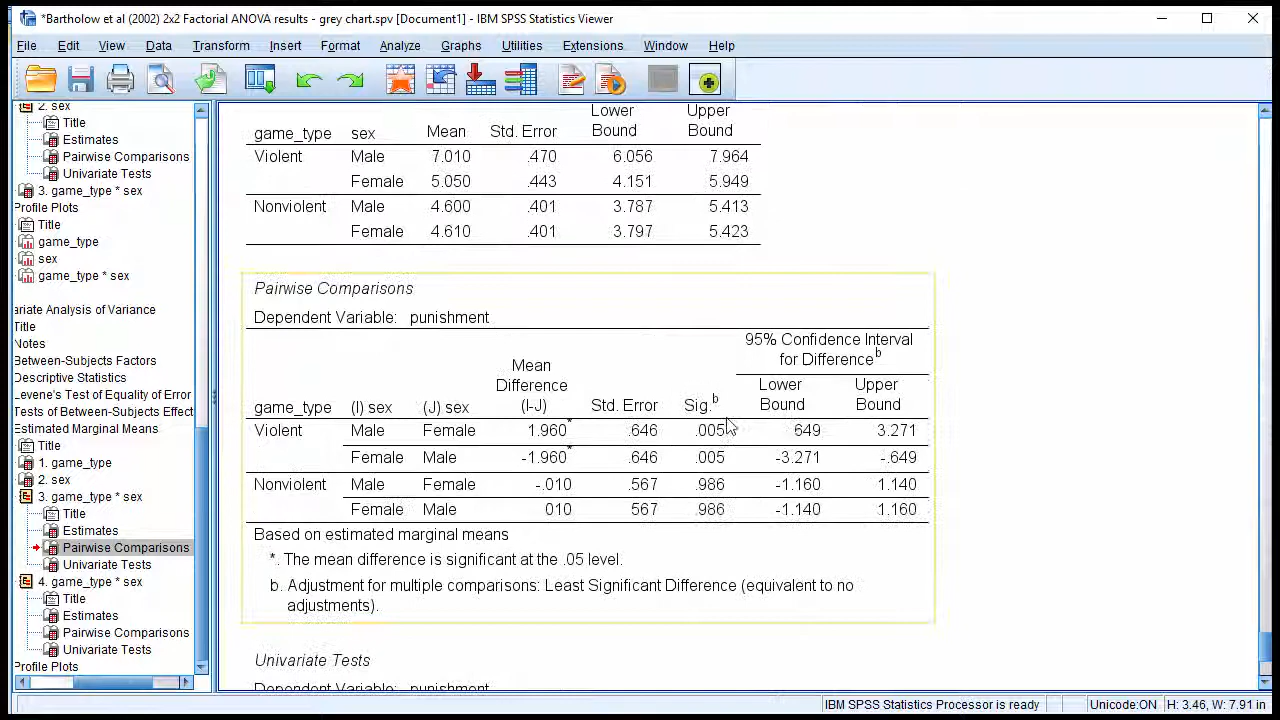 *Bartholow et al (2002) 2x2 Factorial ANOVA results - grey chart.spv [Document1] - IBM SPSS Statistics Viewer
File Edit View Data Transform Insert Format Analyze Graphs Utilities Extensions Window Help
2. sex
Title
Estimates
Pairwise Comparisons
Univariate Tests
3. game_type * sex
Profile Plots
Title
game_type
sex
game_type * sex
ariate Analysis of Variance
Title
Notes
Between-Subjects Factors
Descriptive Statistics
Levene's Test of Equality of Error
Tests of Between-Subjects Effect
Estimated Marginal Means
Title
1. game_type
2. sex
3. game_type * sex
Title
Estimates
Pairwise Comparisons
Univariate Tests
4. game_type * sex
Title
Estimates
Pairwise Comparisons
Univariate Tests
Profile Plots
game_type sex Mean Std. Error Lower Bound Upper Bound
Violent Male 7.010 .470 6.056 7.964
Female 5.050 .443 4.151 5.949
Nonviolent Male 4.600 .401 3.787 5.413
Female 4.610 .401 3.797 5.423
Pairwise Comparisons
Dependent Variable: punishment
95% Confidence Interval for Difference b
game_type (I) sex (J) sex Mean Difference (I-J) Std. Error Sig.b Lower Bound Upper Bound
Violent Male Female 1.960* .646 .005 .649 3.271
Female Male -1.960* .646 .005 -3.271 -.649
Nonviolent Male Female -.010 .567 .986 -1.160 1.140
Female Male .010 .567 .986 -1.140 1.160
Based on estimated marginal means
*. The mean difference is significant at the .05 level.
b. Adjustment for multiple comparisons: Least Significant Difference (equivalent to no
adjustments).
Univariate Tests
Dependent Variable: punishment
IBM SPSS Statistics Processor is ready Unicode:ON H: 3.46, W: 7.91 in